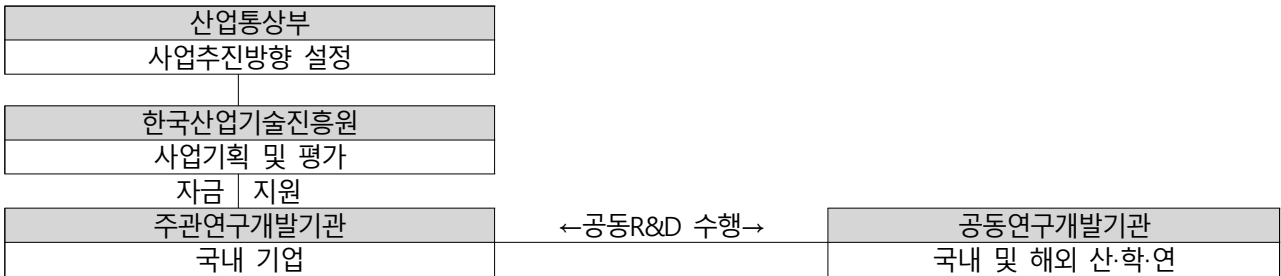 산업통상부
사업추진방향 설정
한국산업기술진흥원
사업기획 및 평가
자금 지원
주관연구개발기관 ←공동R&D 수행→ 공동연구개발기관
국내 기업 국내 및 해외 산·학·연